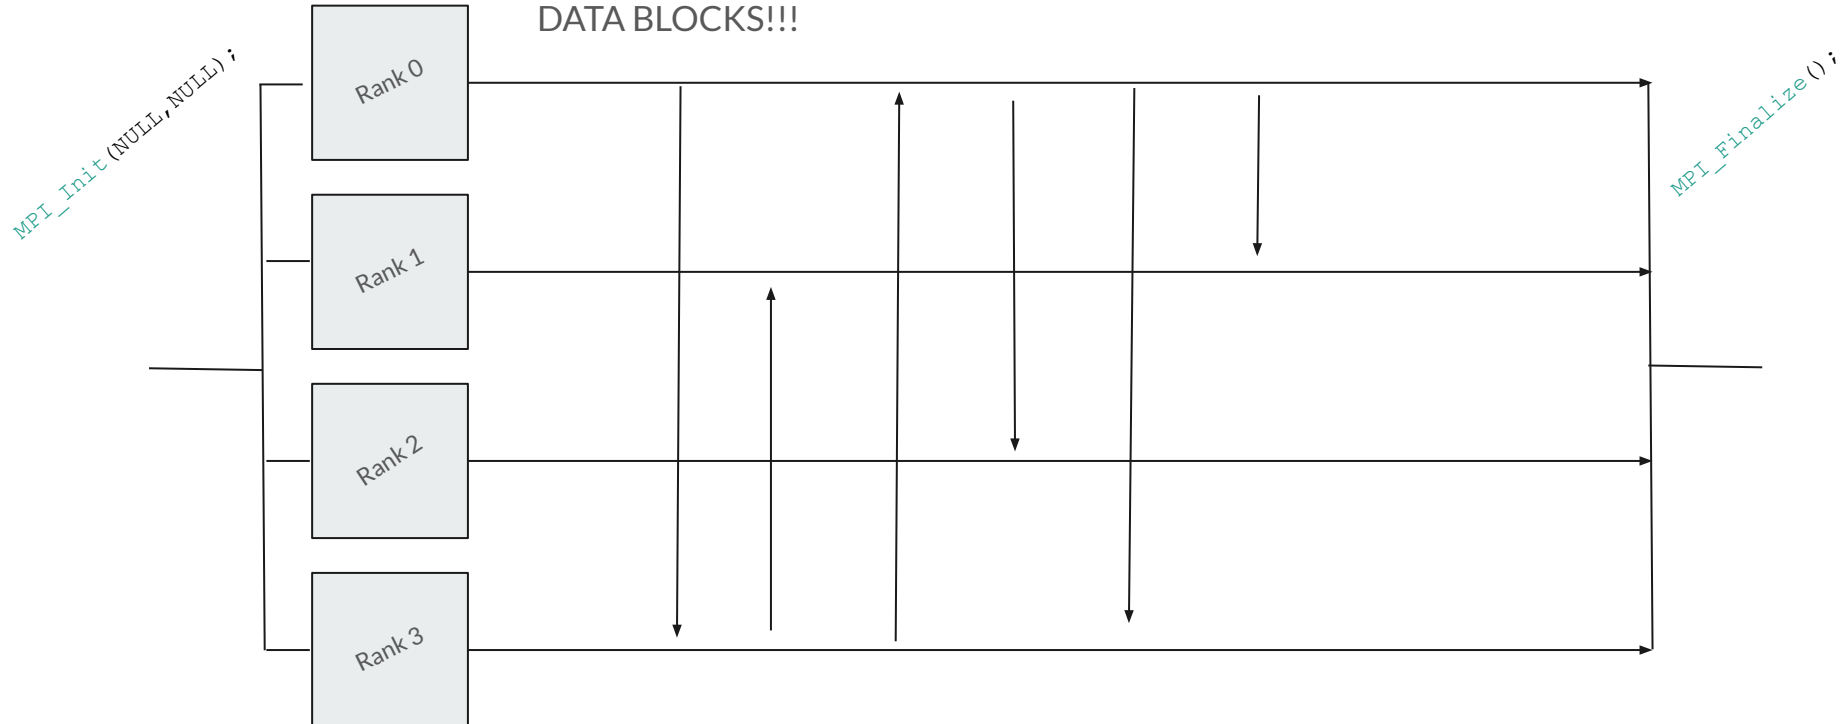 DATA BLOCKS!!!
MPI_Init(NULL,NULL);
MPI_Finalize();
Rank 0
Rank 1
Rank 2
Rank 3